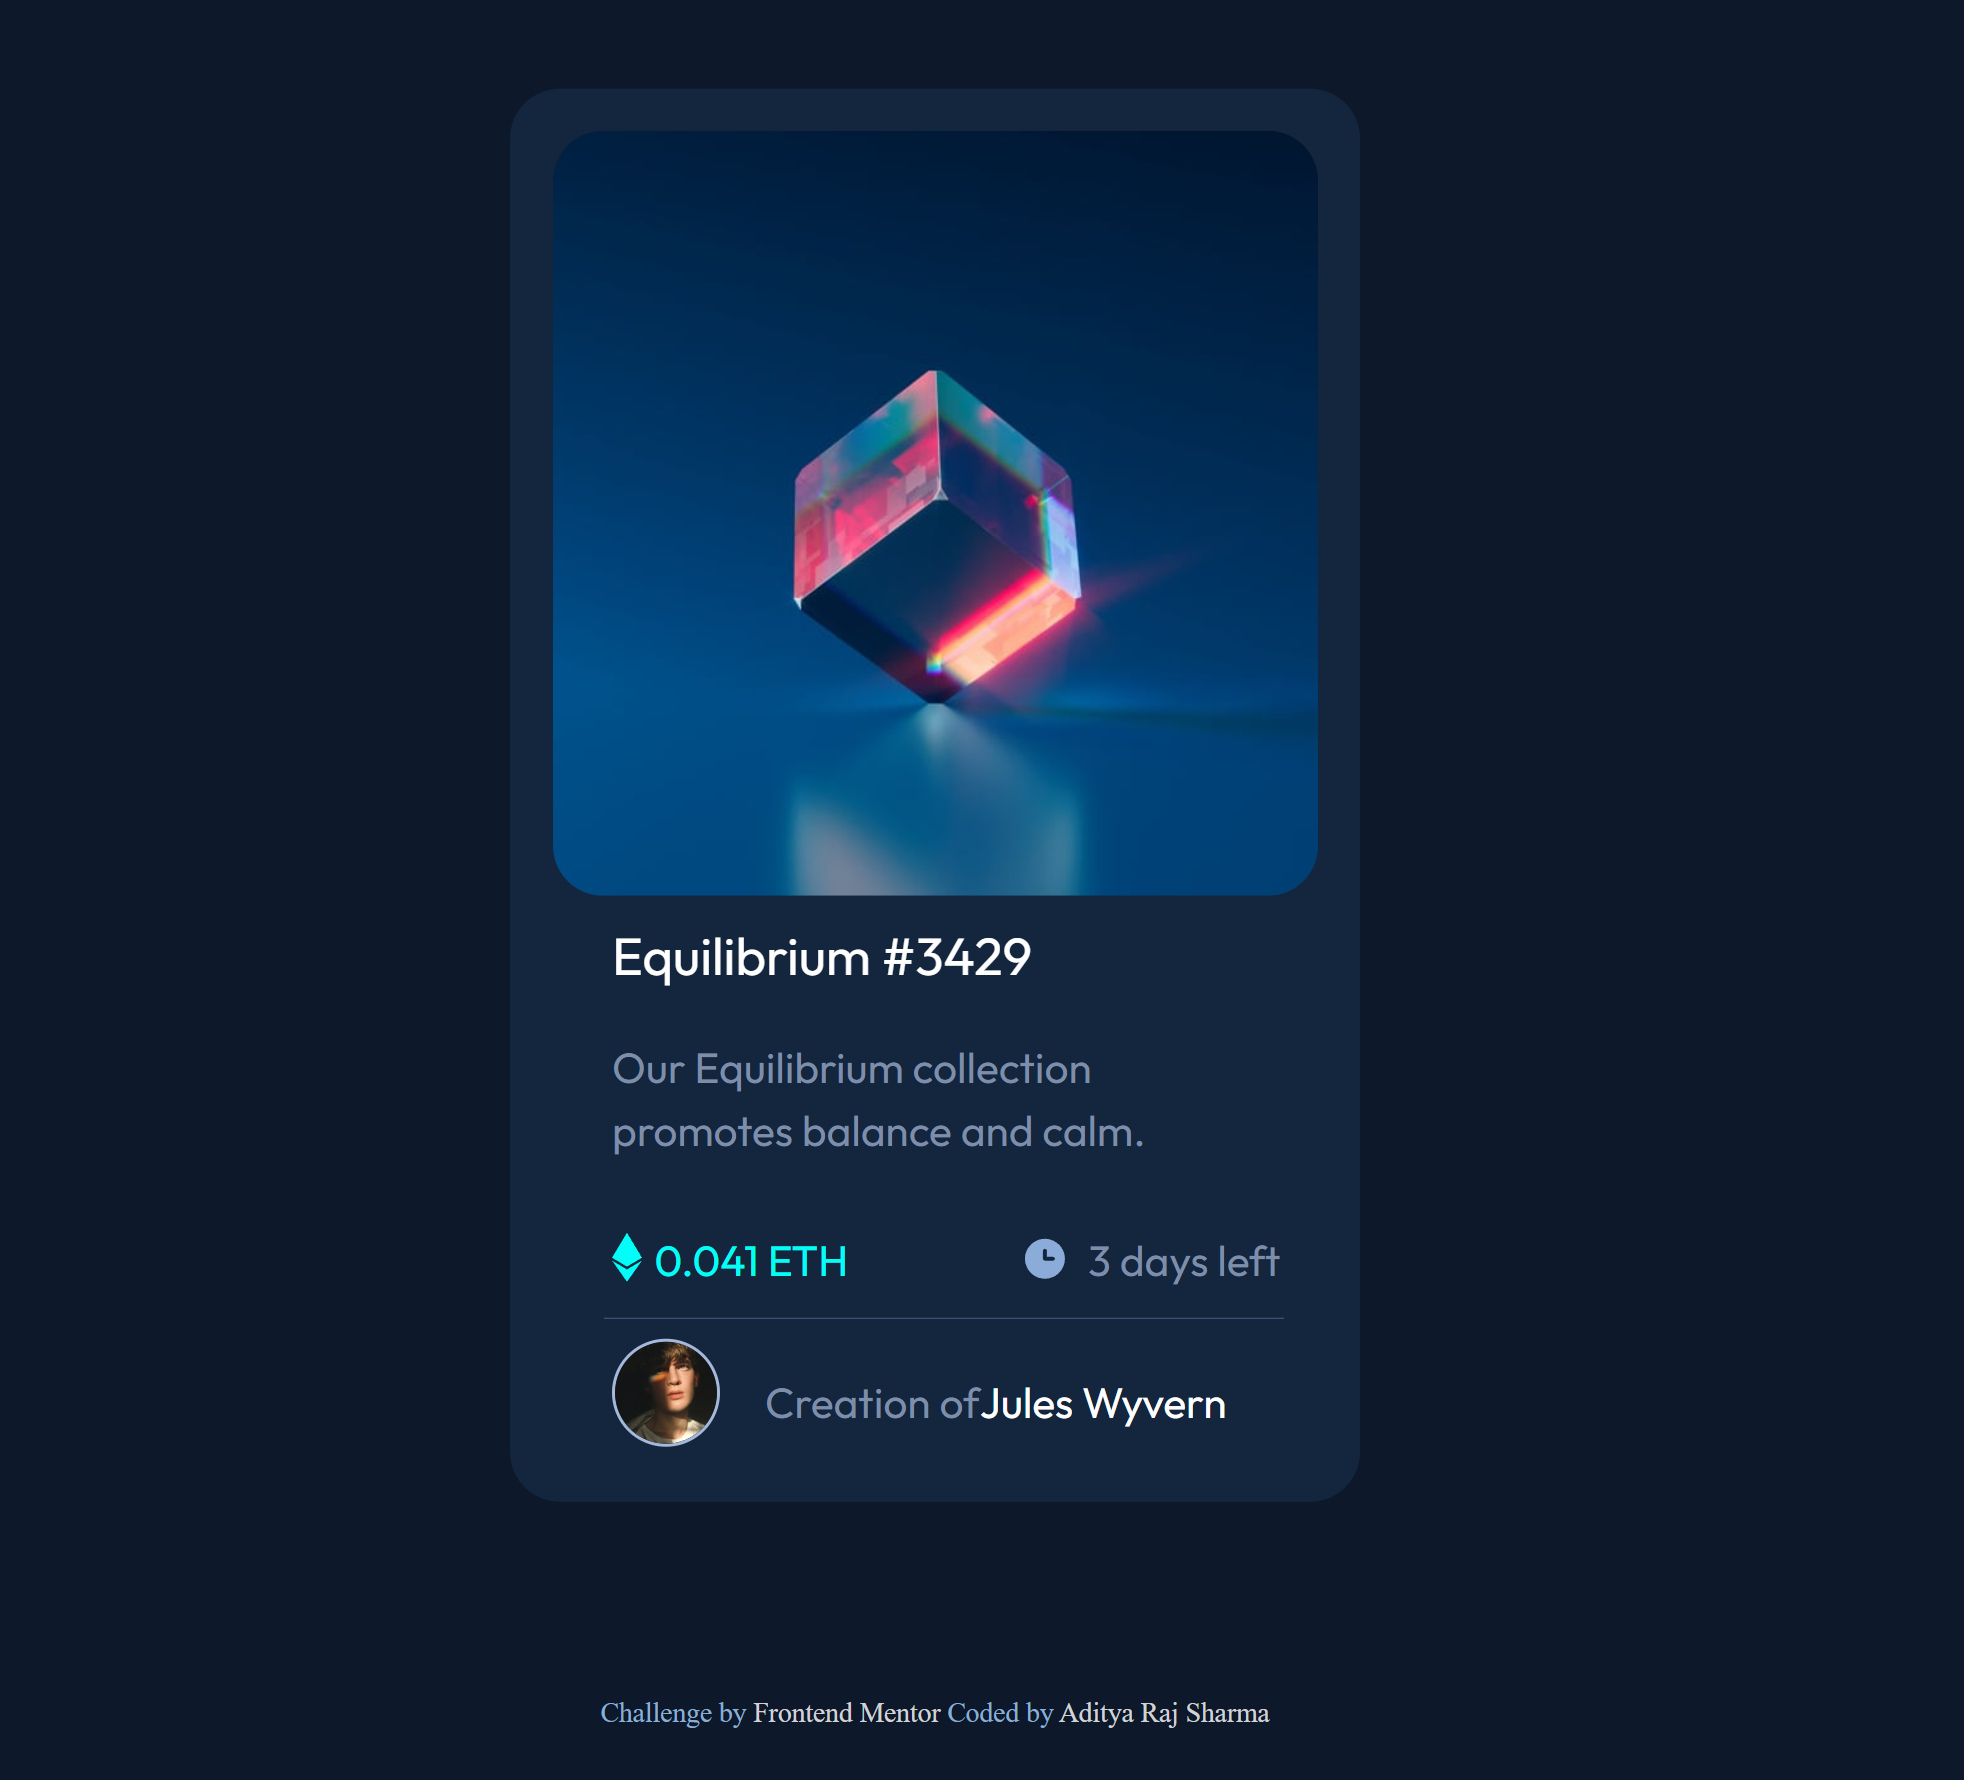 Equilibrium #3429
Our Equilibrium collection
promotes balance and calm.
0.041 ETH
3 days left
Creation ofJules Wyvern
Challenge by Frontend Mentor Coded by Aditya Raj Sharma